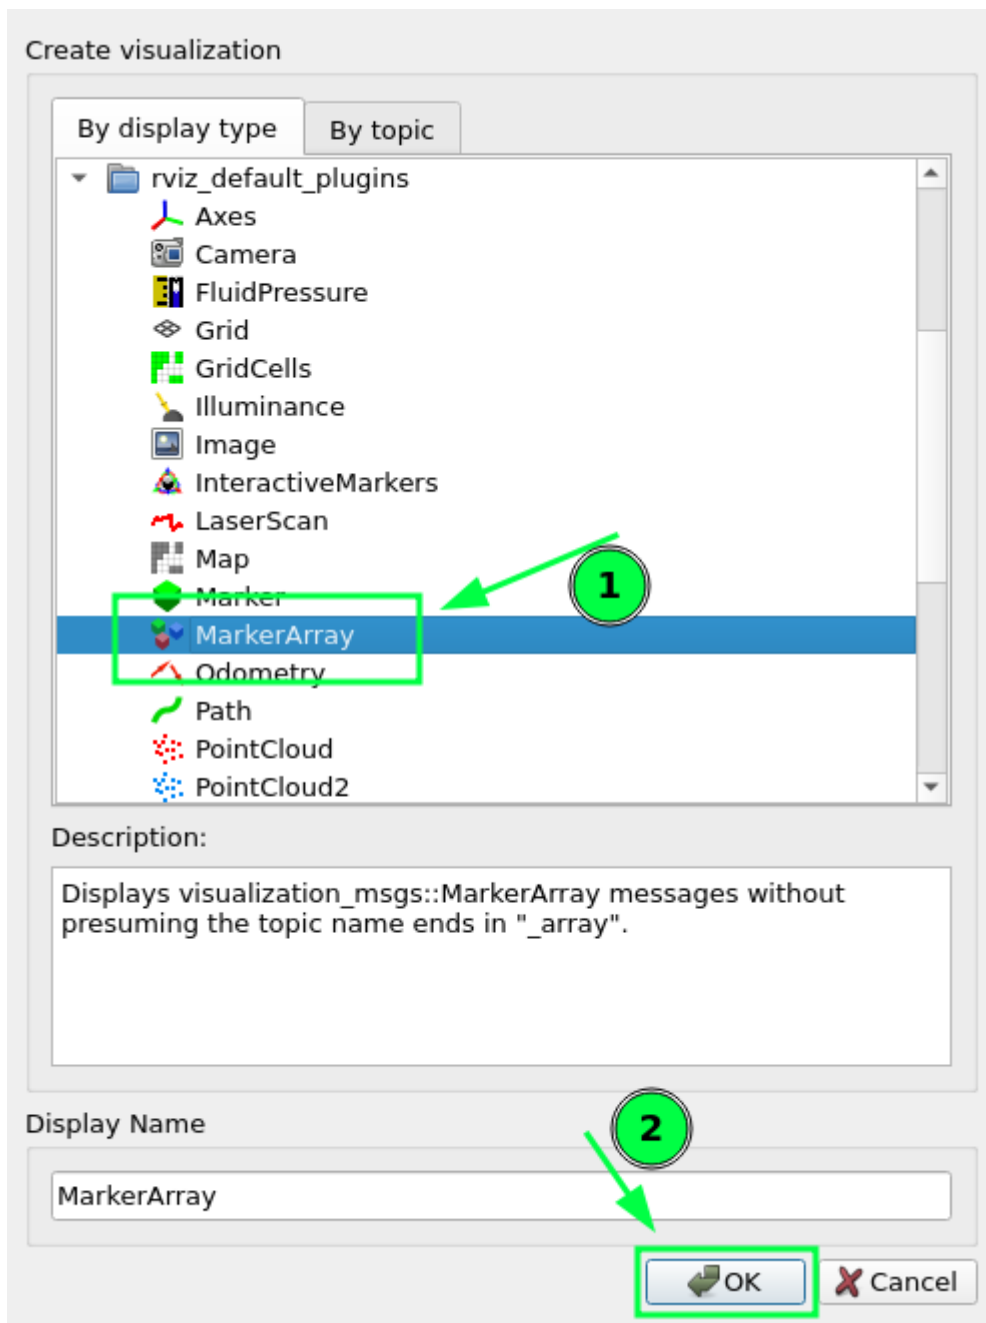 Create visualization
By display type
By topic
rviz_default_plugins
Axes
Camera
FluidPressure
Grid
GridCells
Illuminance
Image
InteractiveMarkers
LaserScan
Map
1
Marker
MarkerArray
Odometry
Path
PointCloud
PointCloud2
Description:
Displays visualization_msgs::MarkerArray messages without
presuming the topic name ends in "_array".
Display Name
2
MarkerArray
OK
Cancel